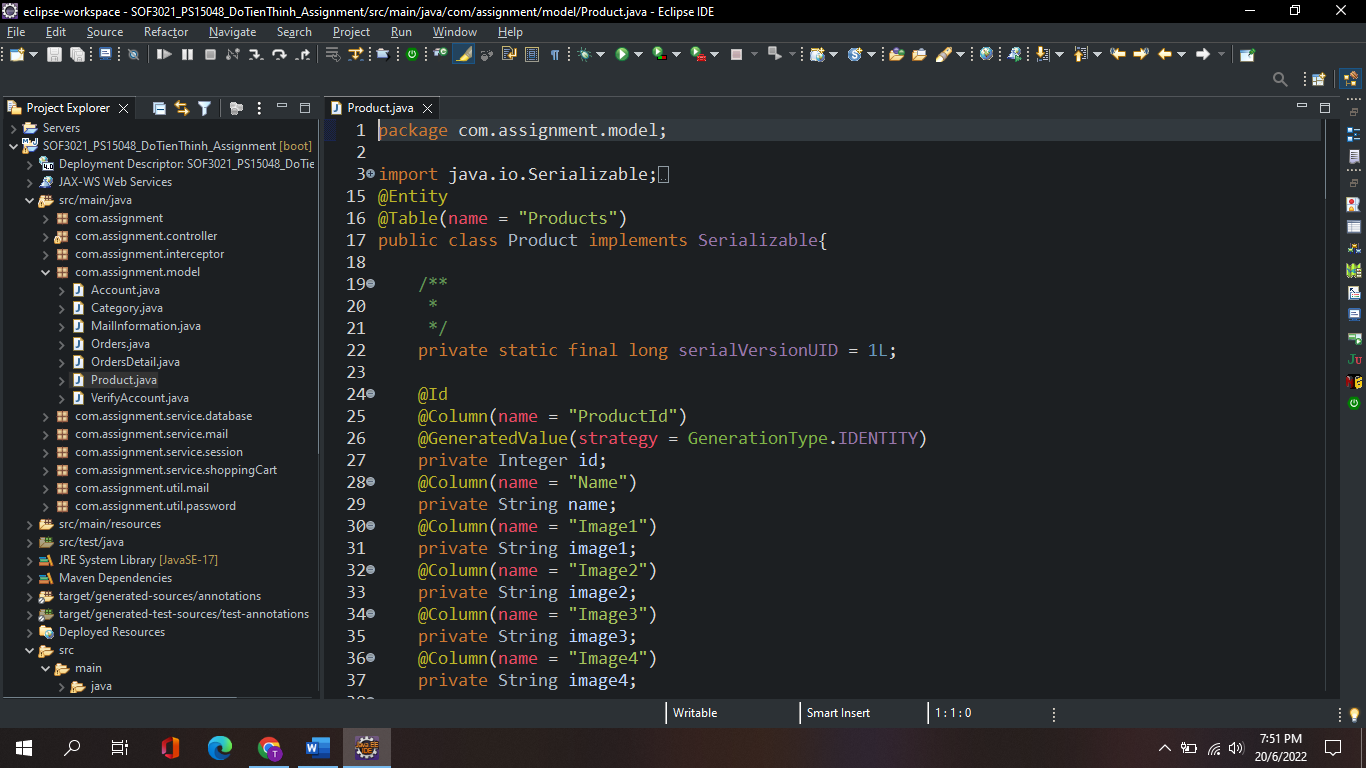 eclipse-workspace - SOF3021_PS15048_DoTienThinh_Assignment/src/main/java/com/assignment/model/Product.java - Eclipse IDE
File Edit Source Refactor Navigate Search Project Run Window Help
Project Explorer
Servers
SOF3021_PS15048_DoTienThinh_Assignment [boot]
Deployment Descriptor: SOF3021_PS15048_DoTie
JAX-WS Web Services
src/main/java
com.assignment
com.assignment.controller
com.assignment.interceptor
com.assignment.model
Account.java
Category.java
MailInformation.java
Orders.java
OrdersDetail.java
Product.java
VerifyAccount.java
com.assignment.service.database
com.assignment.service.mail
com.assignment.service.session
com.assignment.service.shoppingCart
com.assignment.util.mail
com.assignment.util.password
src/main/resources
src/test/java
JRE System Library [JavaSE-17]
Maven Dependencies
target/generated-sources/annotations
target/generated-test-sources/test-annotations
Deployed Resources
src
main
java
Product.java
1 package com.assignment.model;
2
3 import java.io.Serializable;
15 @Entity
16 @Table(name = "Products")
17 public class Product implements Serializable{
18
19 /**
20 *
21 */
22 private static final long serialVersionUID = 1L;
23
24 @Id
25 @Column(name = "ProductId")
26 @GeneratedValue(strategy = GenerationType.IDENTITY)
27 private Integer id;
28 @Column(name = "Name")
29 private String name;
30 @Column(name = "Image1")
31 private String image1;
32 @Column(name = "Image2")
33 private String image2;
34 @Column(name = "Image3")
35 private String image3;
36 @Column(name = "Image4")
37 private String image4;
Ju
Writable
Smart Insert
1 : 1 : 0
T
W
Java EE
IDE
7:51 PM
20/6/2022